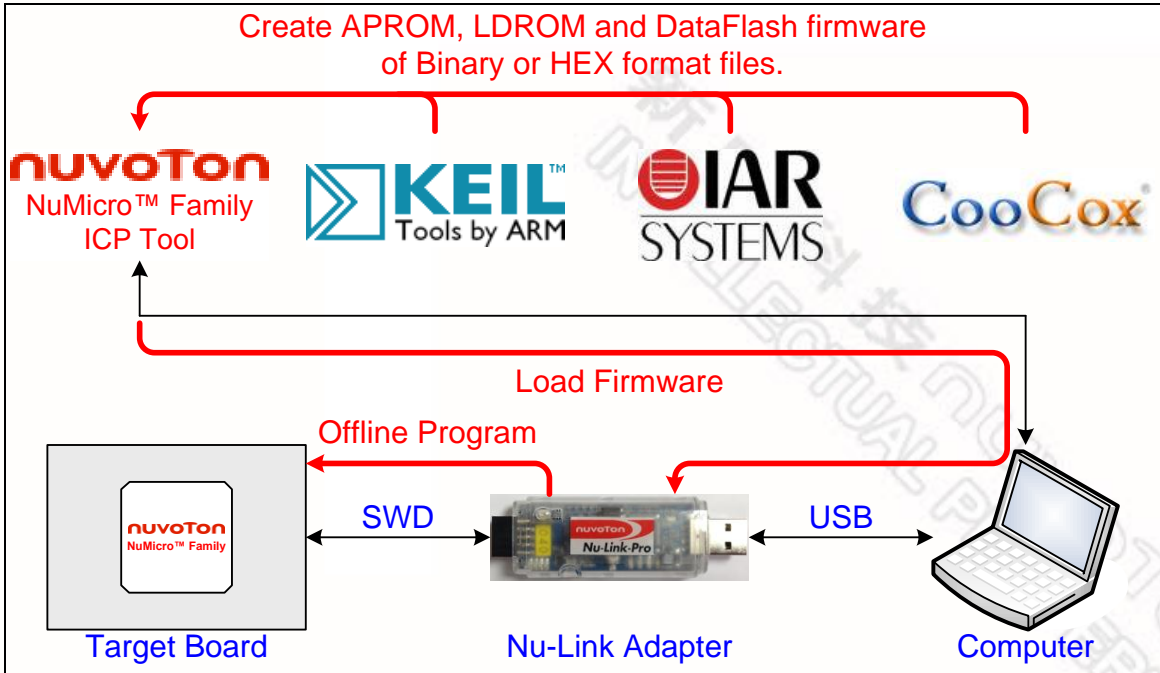 Create APROM, LDROM and DataFlash firmware
of Binary or HEX format files.
nuvoTon
NuMicro™ Family
ICP Tool
KEIL™
Tools by ARM
IAR
SYSTEMS
CooCox
Load Firmware
Offline Program
SWD
USB
nuvoTon
NuMicro™ Family
nuvoTon
Nu-Link-Pro
Target Board
Nu-Link Adapter
Computer